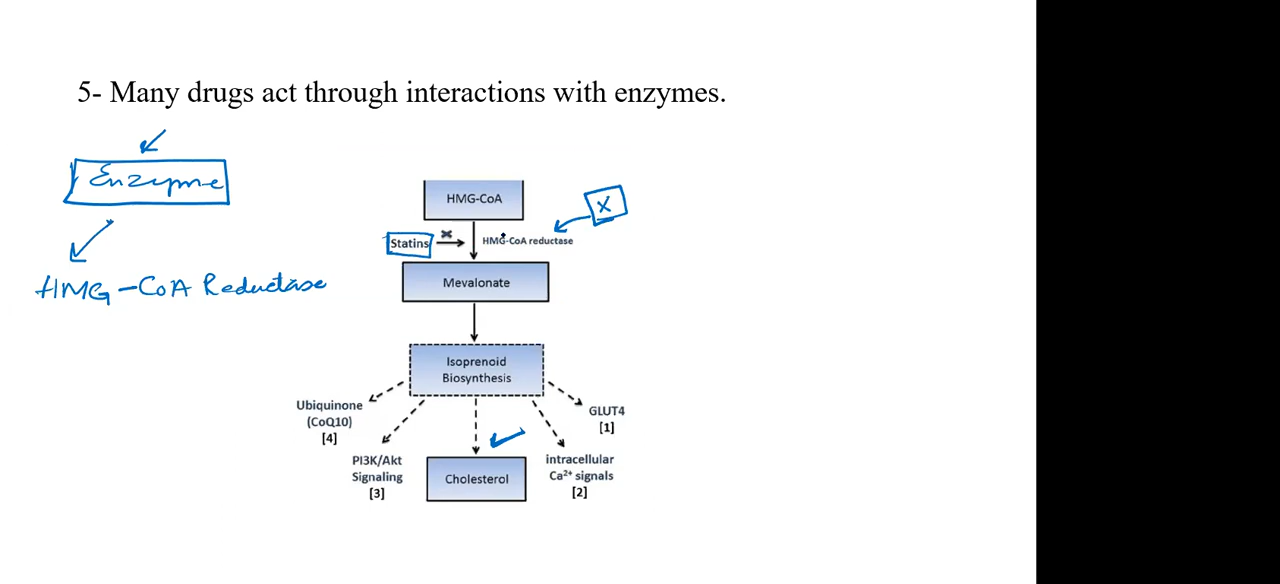 5- Many drugs act through interactions with enzymes.
Enzyme
HMG-CoA Reductase
HMG-CoA
X
Statins
HMG-CoA reductase
Mevalonate
Isoprenoid
Biosynthesis
Ubiquinone
(CoQ10)
[4]
GLUT4
[1]
PI3K/Akt
Signaling
[3]
Cholesterol
intracellular
Ca²⁺ signals
[2]